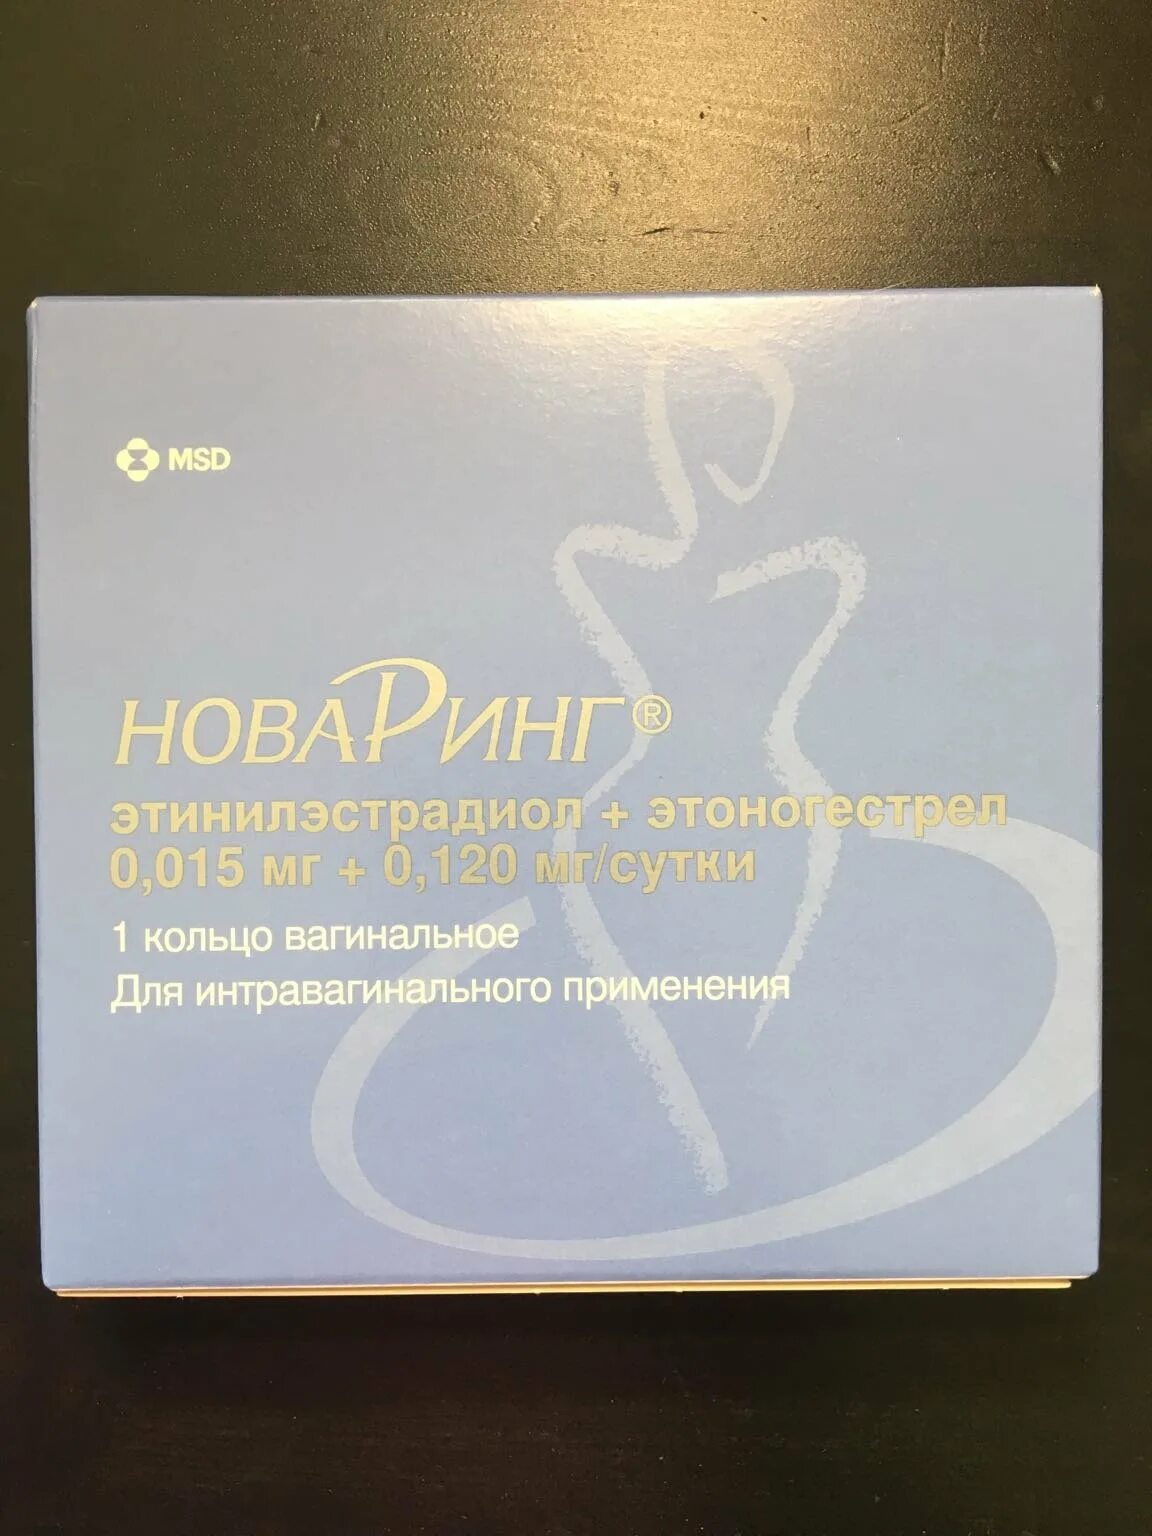 MSD
НОВАРИНГ®
этинилэстрадиол + этоногестрел
0,015 мг + 0,120 мг/сутки
1 кольцо вагинальное
Для интравагинального применения